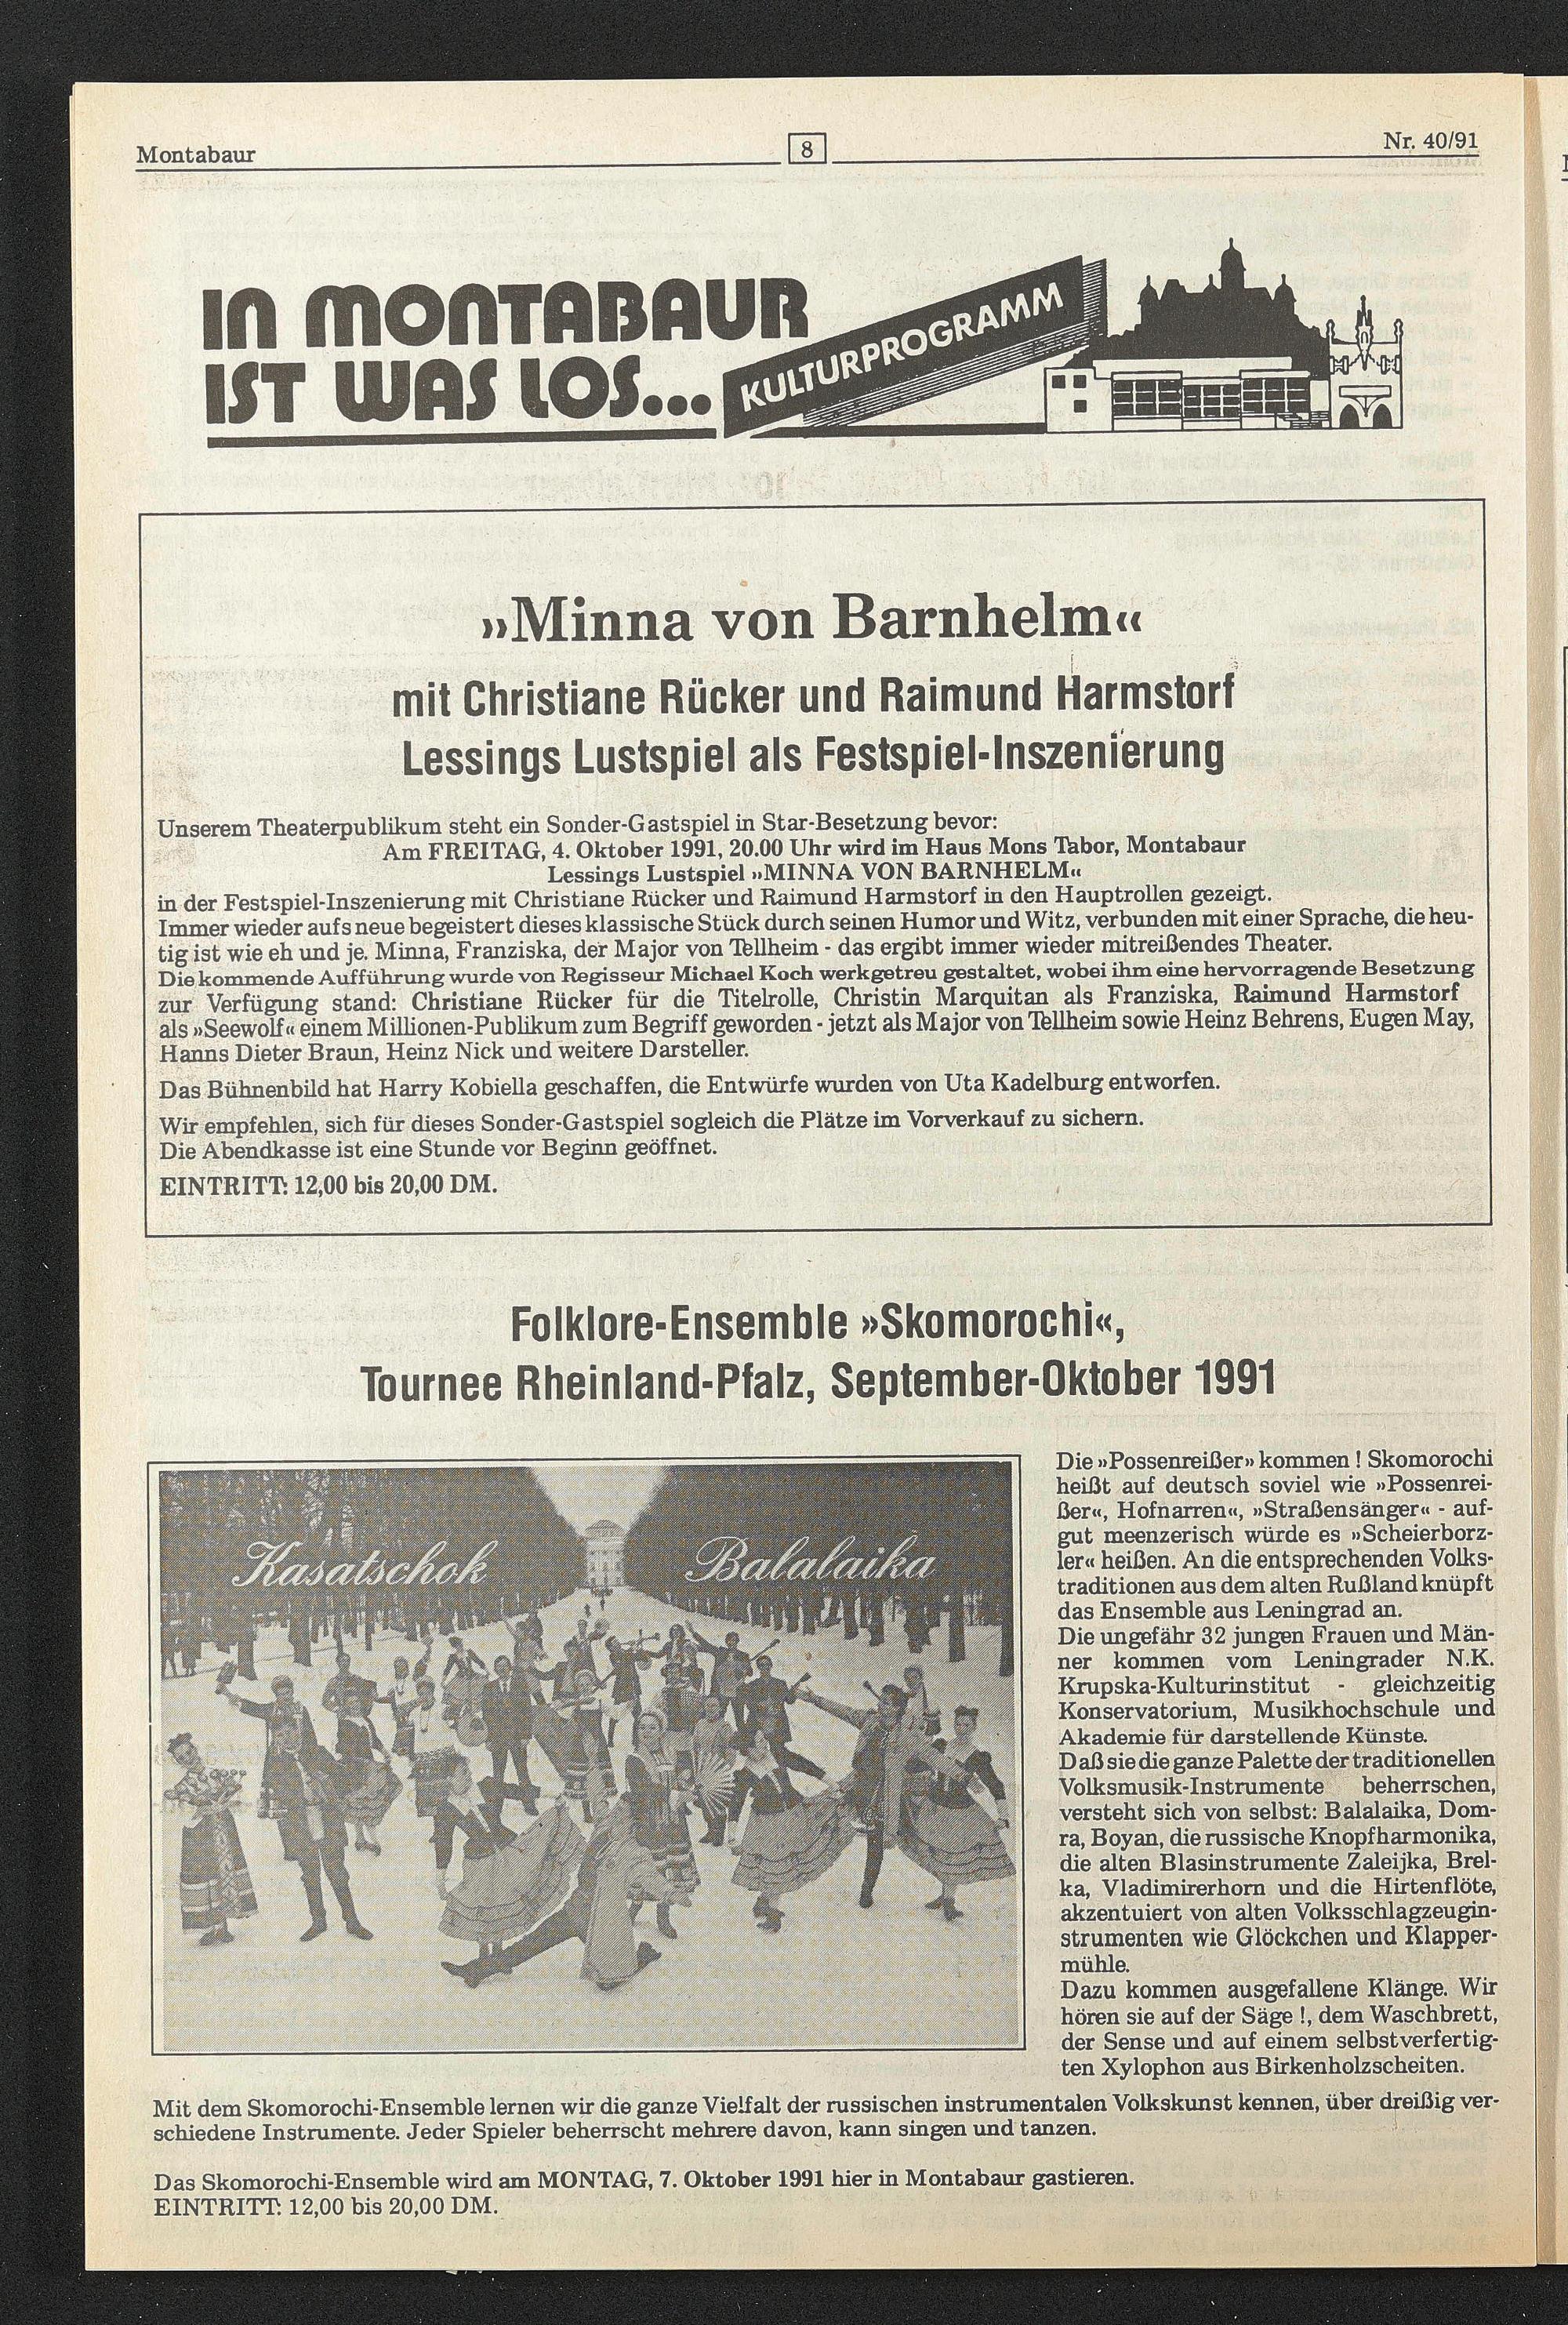 Montabaur
8
Nr. 40/91
IN MONTABAUR
IST WAS LOS...
KULTURPROGRAMM
»Minna von Barnhelm«
mit Christiane Rücker und Raimund Harmstorf
Lessings Lustspiel als Festspiel-Inszenierung
Unserem Theaterpublikum steht ein Sonder-Gastspiel in Star-Besetzung bevor:
Am FREITAG, 4. Oktober 1991, 20.00 Uhr wird im Haus Mons Tabor, Montabaur
Lessings Lustspiel »MINNA VON BARNHELM«
in der Festspiel-Inszenierung mit Christiane Rücker und Raimund Harmstorf in den Hauptrollen gezeigt.
Immer wieder aufs neue begeistert dieses klassische Stück durch seinen Humor und Witz, verbunden mit einer Sprache, die heu-
tig ist wie eh und je. Minna, Franziska, der Major von Tellheim - das ergibt immer wieder mitreißendes Theater.
Die kommende Aufführung wurde von Regisseur Michael Koch werkgetreu gestaltet, wobei ihm eine hervorragende Besetzung
zur Verfügung stand: Christiane Rücker für die Titelrolle, Christin Marquitan als Franziska, Raimund Harmstorf
als »Seewolf« einem Millionen-Publikum zum Begriff geworden - jetzt als Major von Tellheim sowie Heinz Behrens, Eugen May,
Hanns Dieter Braun, Heinz Nick und weitere Darsteller.
Das Bühnenbild hat Harry Kobiella geschaffen, die Entwürfe wurden von Uta Kadelburg entworfen.
Wir empfehlen, sich für dieses Sonder-Gastspiel sogleich die Plätze im Vorverkauf zu sichern.
Die Abendkasse ist eine Stunde vor Beginn geöffnet.
EINTRITT: 12,00 bis 20,00 DM.
Folklore-Ensemble »Skomorochi«,
Tournee Rheinland-Pfalz, September-Oktober 1991
Kasatschok
Balalaika
Die »Possenreißer» kommen ! Skomorochi
heißt auf deutsch soviel wie »Possenrei-
ßer«, Hofnarren«, »Straßensänger« - auf-
gut meenzerisch würde es »Scheierborz-
ler« heißen. An die entsprechenden Volks-
traditionen aus dem alten Rußland knüpft
das Ensemble aus Leningrad an.
Die ungefähr 32 jungen Frauen und Män-
ner kommen vom Leningrader N.K.
Krupska-Kulturinstitut - gleichzeitig
Konservatorium, Musikhochschule und
Akademie für darstellende Künste.
Daß sie die ganze Palette der traditionellen
Volksmusik-Instrumente beherrschen,
versteht sich von selbst: Balalaika, Dom-
ra, Boyan, die russische Knopfharmonika,
die alten Blasinstrumente Zaleijka, Brel-
ka, Vladimirerhorn und die Hirtenflöte,
akzentuiert von alten Volksschlagzeugin-
strumenten wie Glöckchen und Klapper-
mühle.
Dazu kommen ausgefallene Klänge. Wir
hören sie auf der Säge !, dem Waschbrett,
der Sense und auf einem selbstverfertig-
ten Xylophon aus Birkenholzscheiten.
Mit dem Skomorochi-Ensemble lernen wir die ganze Vielfalt der russischen instrumentalen Volkskunst kennen, über dreißig ver-
schiedene Instrumente. Jeder Spieler beherrscht mehrere davon, kann singen und tanzen.
Das Skomorochi-Ensemble wird am MONTAG, 7. Oktober 1991 hier in Montabaur gastieren.
EINTRITT: 12,00 bis 20,00 DM.